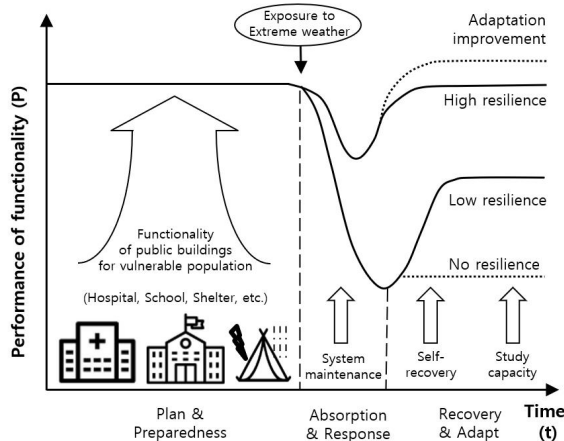 Exposure to
Extreme weather
Adaptation
improvement
High resilience
Low resilience
No resilience
Performance of functionality (P)
Functionality
of public buildings
for vulnerable population
(Hospital, School, Shelter, etc.)
System
maintenance
Self-
recovery
Study
capacity
Plan &
Preparedness
Absorption
& Response
Recovery
& Adapt
Time
(t)